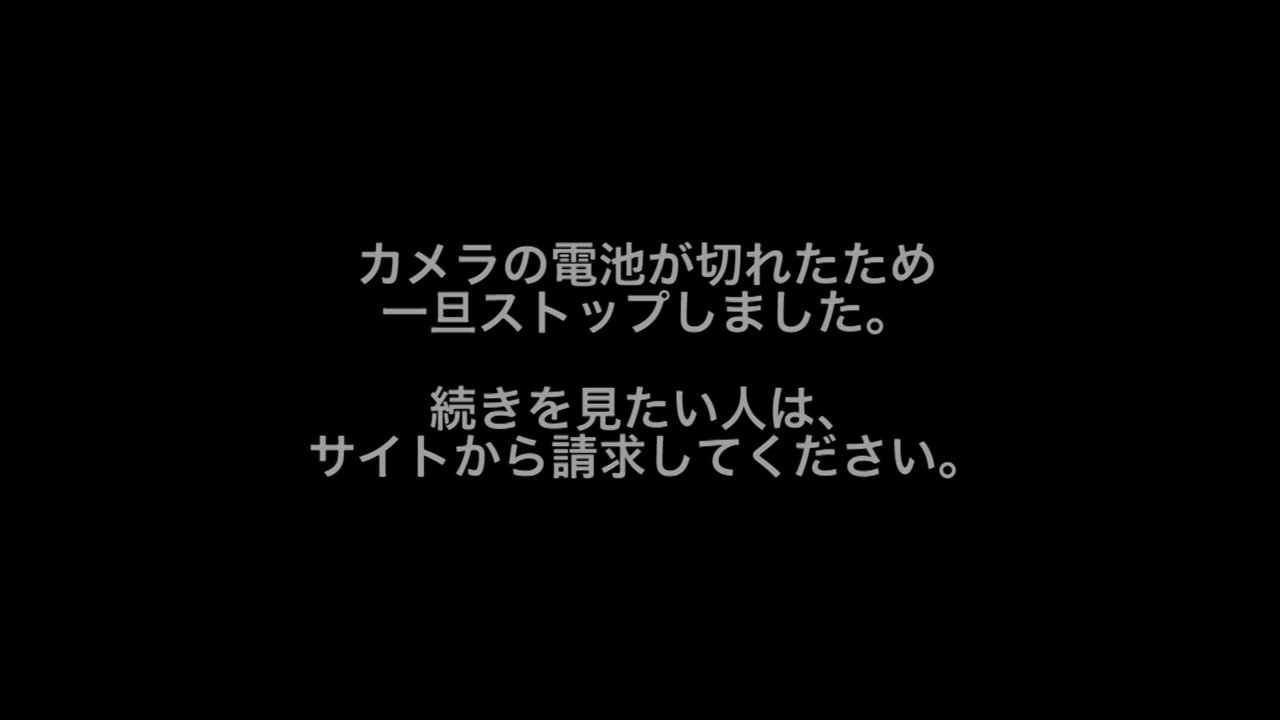 カメラの電池が切れたため
一旦ストップしました。
続きを見たい人は、
サイトから請求してください。